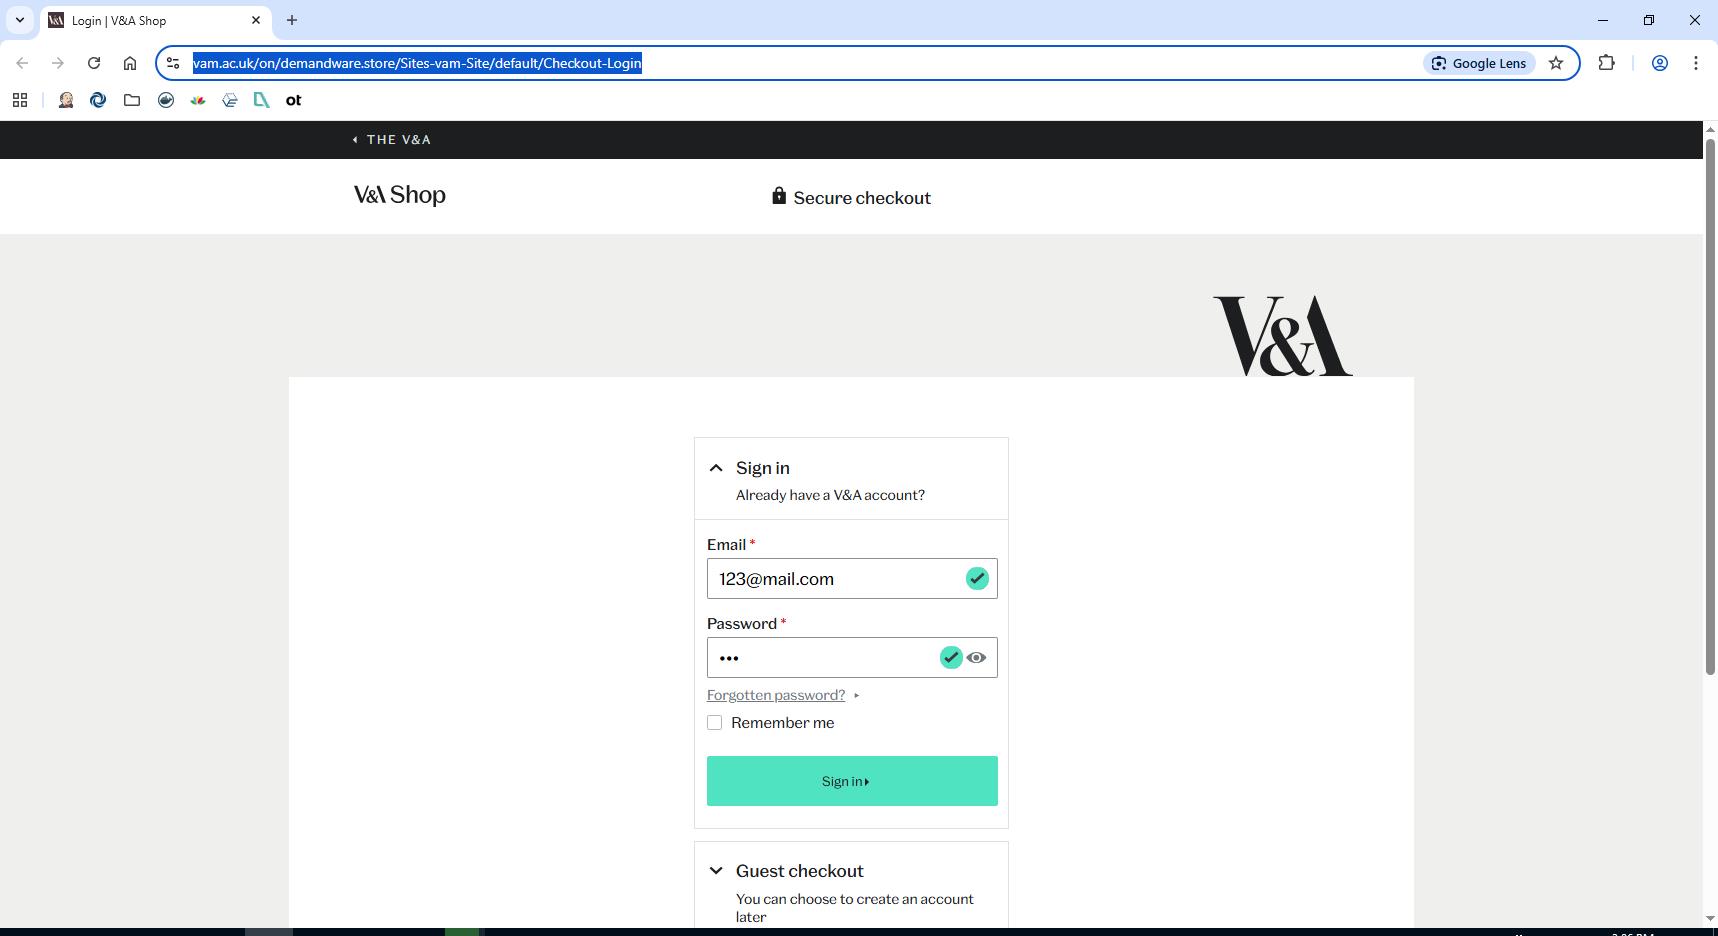 Login | V&A Shop
vam.ac.uk/on/demandware.store/Sites-vam-Site/default/Checkout-Login
Google Lens
ot
THE V&A
V&A Shop
Secure checkout
V&A
Sign in
Already have a V&A account?
Email *
123@mail.com
Password *
•••
Forgotten password?
Remember me
Sign in
Guest checkout
You can choose to create an account
later